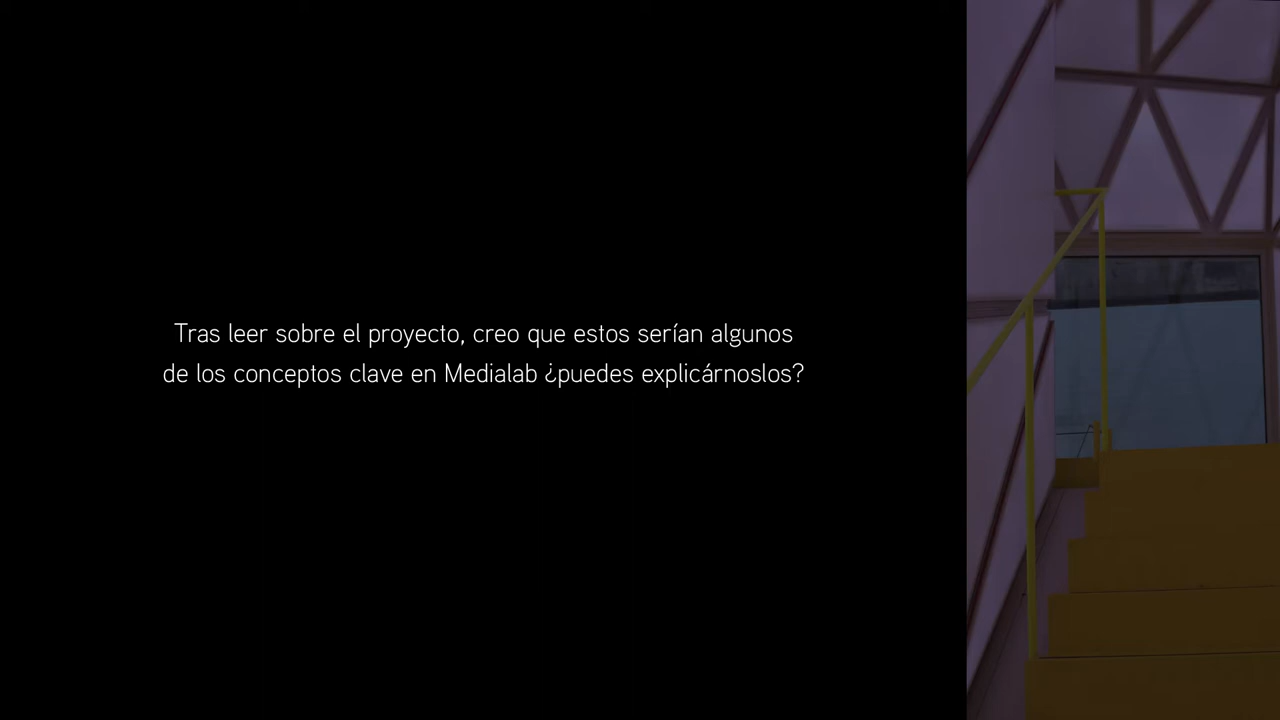 Tras leer sobre el proyecto, creo que estos serían algunos
de los conceptos clave en Medialab ¿puedes explicárnoslos?